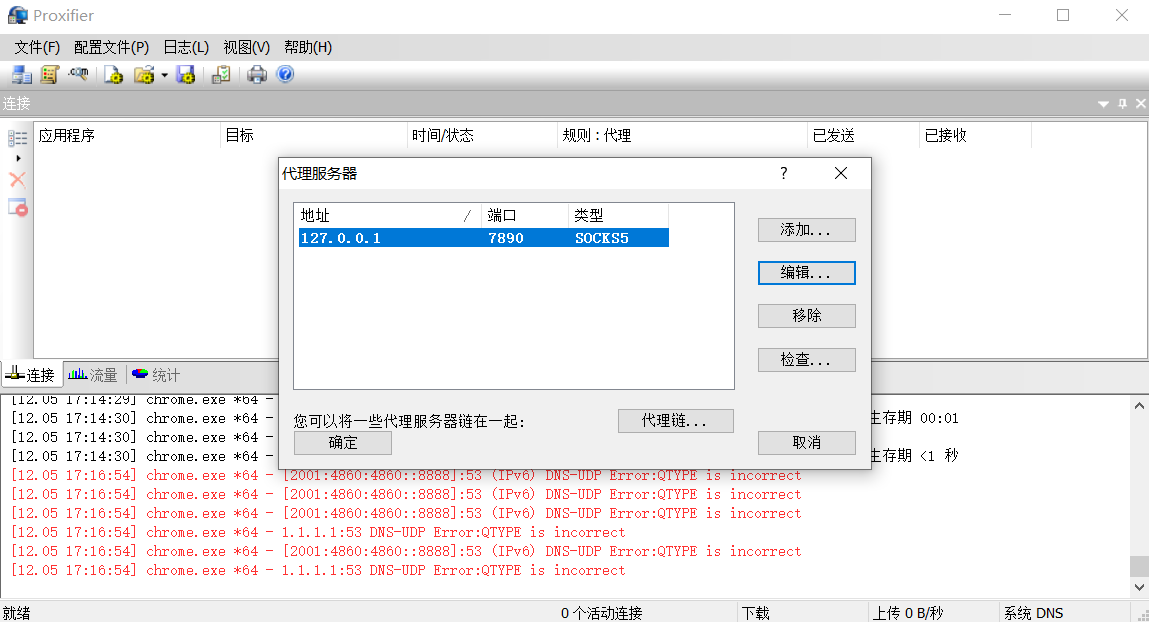 Proxifier
文件(F) 配置文件(P) 日志(L) 视图(V) 帮助(H)
连接
应用程序 目标 时间/状态 规则 : 代理 已发送 已接收
代理服务器 ?
地址 / 端口 类型
127.0.0.1 7890 SOCKS5
添加...
编辑...
移除
检查...
您可以将一些代理服务器链在一起:
代理链...
确定
取消
连接 流量 统计
[12.05 17:14:29] chrome.exe *64 -
[12.05 17:14:30] chrome.exe *64 - 生存期 00:01
[12.05 17:14:30] chrome.exe *64 -
[12.05 17:14:30] chrome.exe *64 - 生存期 <1 秒
[12.05 17:16:54] chrome.exe *64 - [2001:4860:4860::8888]:53 (IPv6) DNS-UDP Error:QTYPE is incorrect
[12.05 17:16:54] chrome.exe *64 - [2001:4860:4860::8888]:53 (IPv6) DNS-UDP Error:QTYPE is incorrect
[12.05 17:16:54] chrome.exe *64 - [2001:4860:4860::8888]:53 (IPv6) DNS-UDP Error:QTYPE is incorrect
[12.05 17:16:54] chrome.exe *64 - 1.1.1.1:53 DNS-UDP Error:QTYPE is incorrect
[12.05 17:16:54] chrome.exe *64 - [2001:4860:4860::8888]:53 (IPv6) DNS-UDP Error:QTYPE is incorrect
[12.05 17:16:54] chrome.exe *64 - 1.1.1.1:53 DNS-UDP Error:QTYPE is incorrect
就绪 0 个活动连接 下载 上传 0 B/秒 系统 DNS